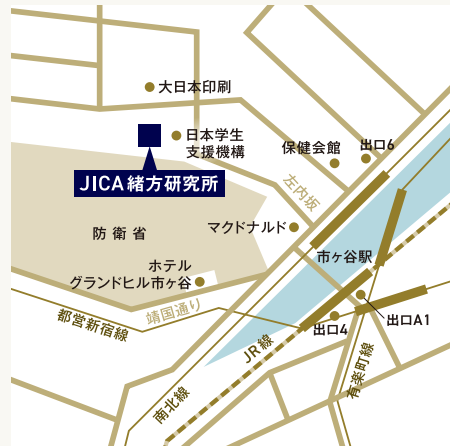 大日本印刷
日本学生
支援機構
保健会館
出口6
JICA緒方研究所
左内坂
マクドナルド
防衛省
市ヶ谷駅
ホテル
グランドヒル市ヶ谷
靖国通り
都営新宿線
出口4
出口A1
JR線
有楽町線
南北線